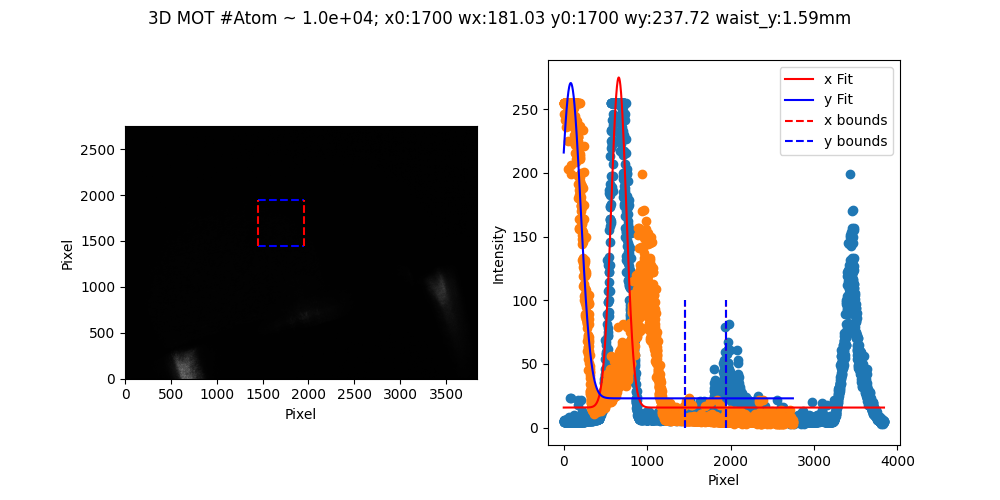 3D MOT #Atom ~ 1.0e+04; x0:1700 wx:181.03 y0:1700 wy:237.72 waist_y:1.59mm
2500
2000
1500
1000
500
0
Pixel
0 500 1000 1500 2000 2500 3000 3500
Pixel
250
200
150
100
50
0
Intensity
0 1000 2000 3000 4000
Pixel
x Fit
y Fit
x bounds
y bounds